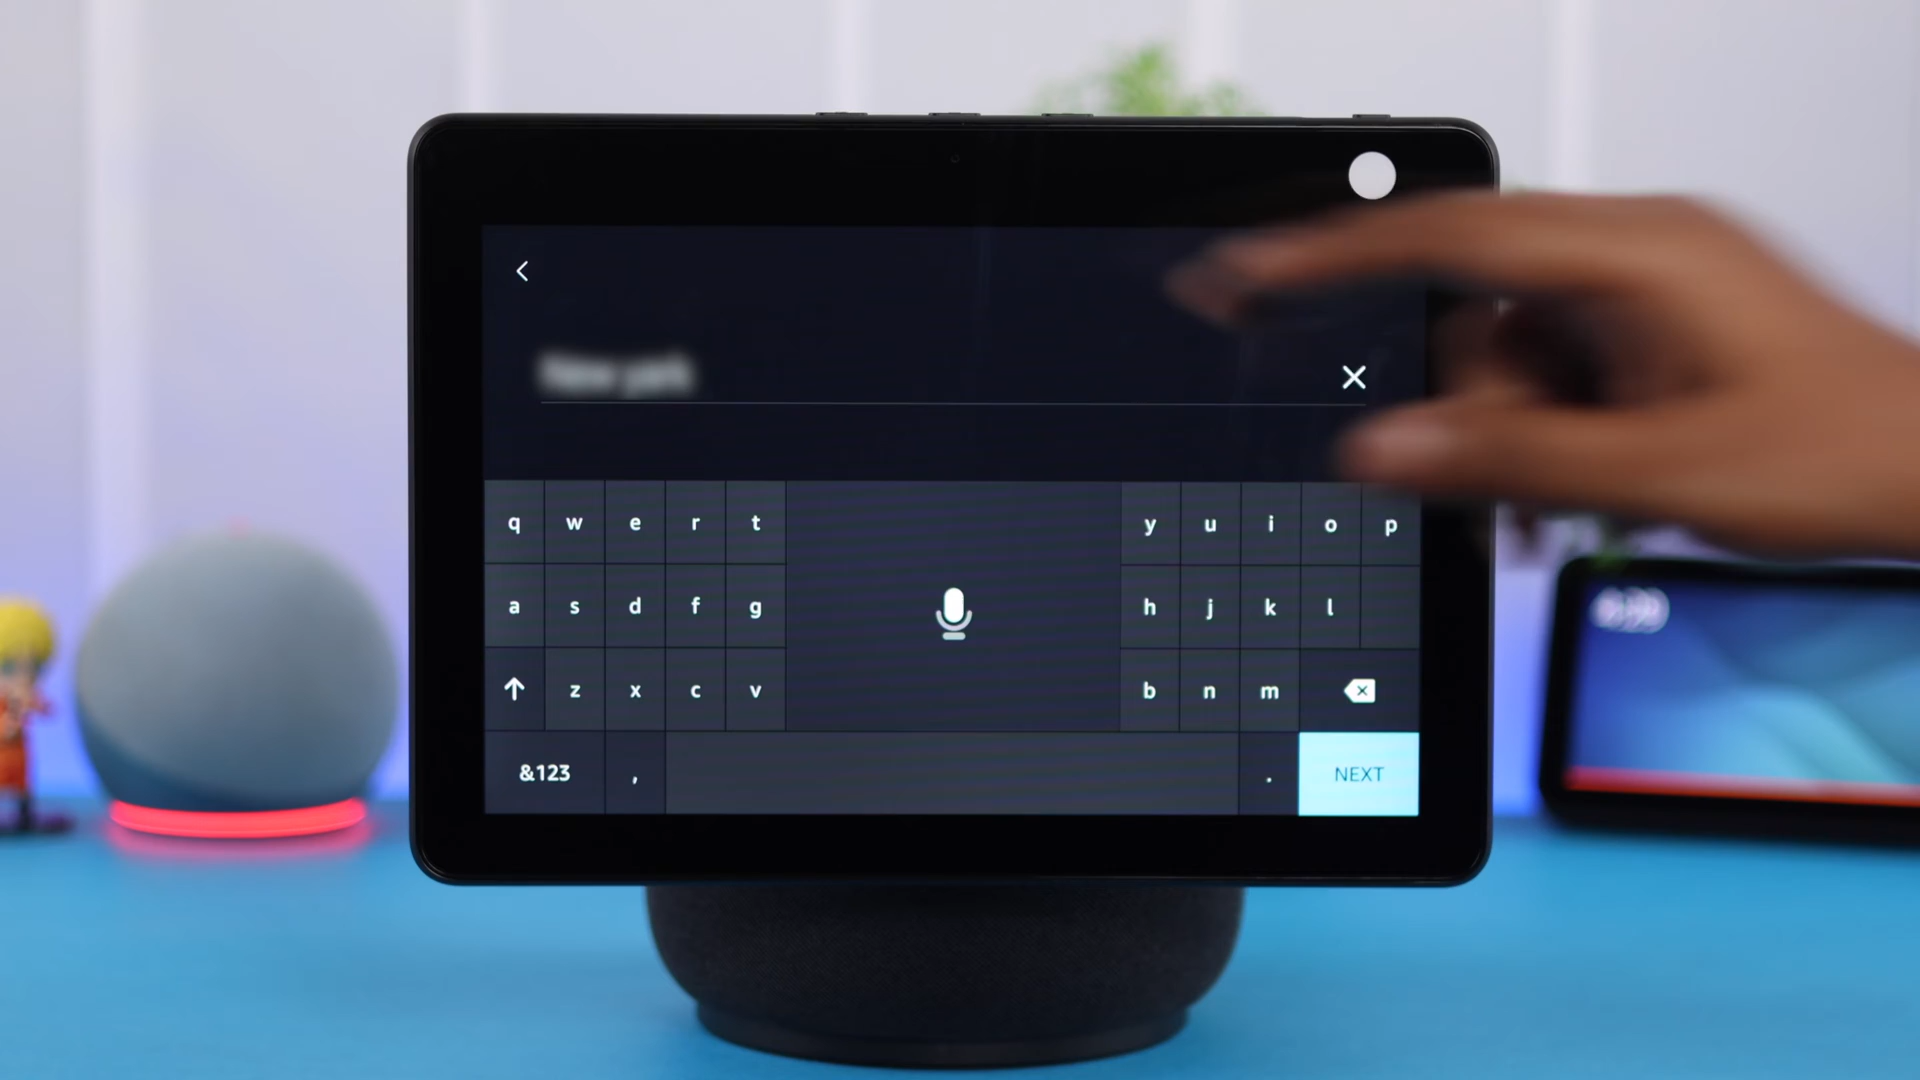 q w e r t y u i o p
a s d f g h j k l
z x c v b n m
&123 , . NEXT